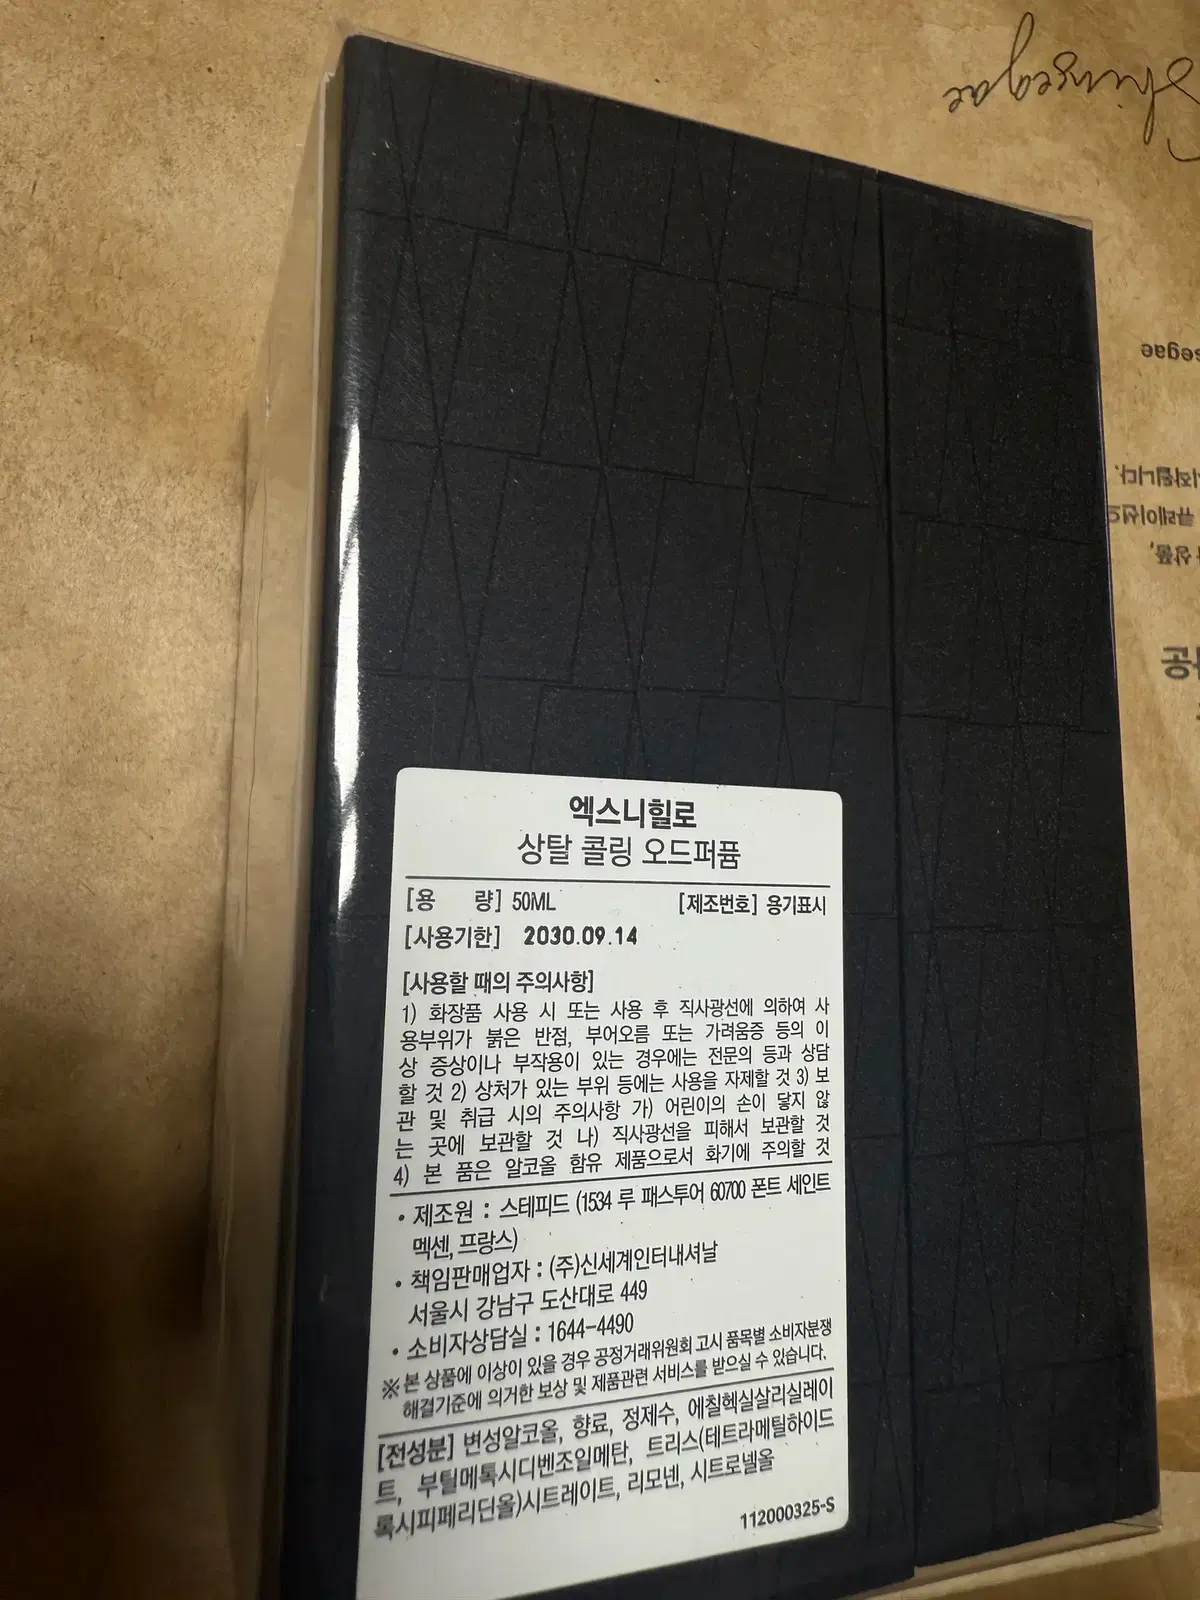 Shinsegae
segae
공
엑스니힐로
상탈 콜링 오드퍼퓸
[용 량] 50ML [제조번호] 용기표시
[사용기한] 2030.09.14
[사용할 때의 주의사항]
1) 화장품 사용 시 또는 사용 후 직사광선에 의하여 사
용부위가 붉은 반점, 부어오름 또는 가려움증 등의 이
상 증상이나 부작용이 있는 경우에는 전문의 등과 상담
할 것 2) 상처가 있는 부위 등에는 사용을 자제할 것 3) 보
관 및 취급 시의 주의사항 가) 어린이의 손이 닿지 않
는 곳에 보관할 것 나) 직사광선을 피해서 보관할 것
4) 본 품은 알코올 함유 제품으로서 화기에 주의할 것
• 제조원 : 스테피드 (1534 루 패스투어 60700 폰트 세인트
멕센, 프랑스)
• 책임판매업자 : (주)신세계인터내셔날
서울시 강남구 도산대로 449
• 소비자상담실 : 1644-4490
※ 본 상품에 이상이 있을 경우 공정거래위원회 고시 품목별 소비자분쟁
해결기준에 의거한 보상 및 제품관련 서비스를 받으실 수 있습니다.
[전성분] 변성알코올, 향료, 정제수, 에칠헥실살리실레이
트, 부틸메톡시디벤조일메탄, 트리스(테트라메틸하이드
록시피페리딘올)시트레이트, 리모넨, 시트로넬올
112000325-S